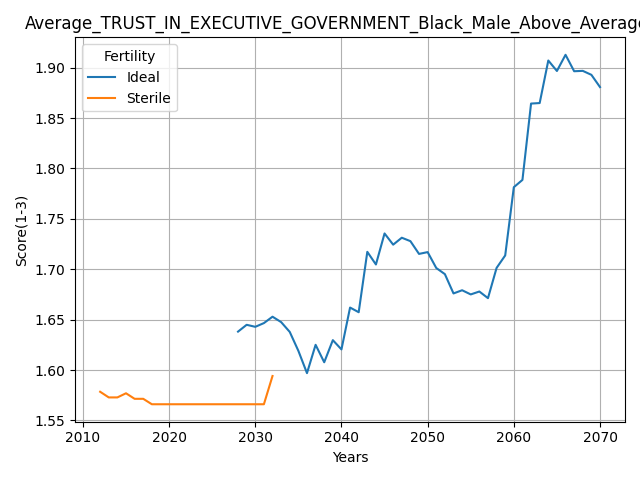 Average_TRUST_IN_EXECUTIVE_GOVERNMENT_Black_Male_Above_Average
Fertility
Ideal
Sterile
Score(1-3)
1.90
1.85
1.80
1.75
1.70
1.65
1.60
1.55
2010 2020 2030 2040 2050 2060 2070
Years